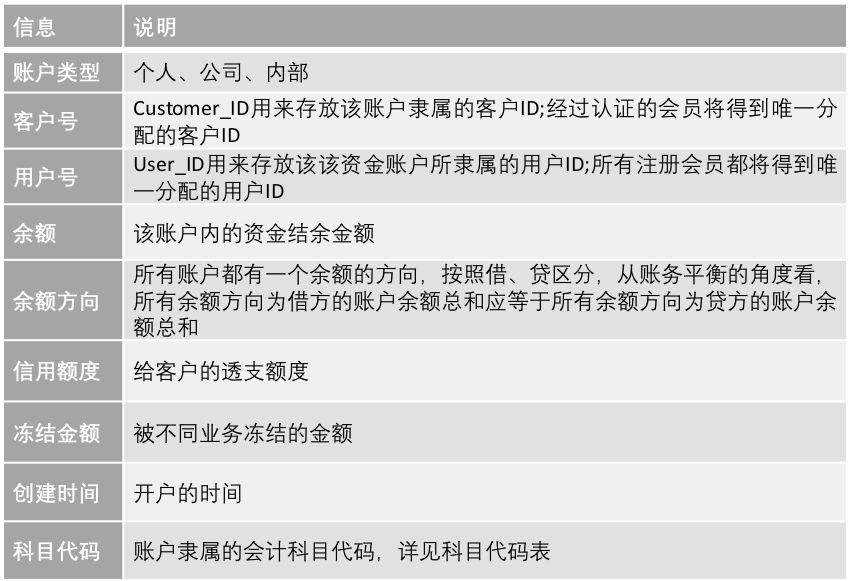 信息 说明
账户类型 个人、公司、内部
客户号 Customer_ID用来存放该账户隶属的客户ID;经过认证的会员将得到唯一分
配的客户ID
用户号 User_ID用来存放该该资金账户所隶属的用户ID;所有注册会员都将得到唯
一分配的用户ID
余额 该账户内的资金结余金额
余额方向 所有账户都有一个余额的方向，按照借、贷区分，从账务平衡的角度看，
所有余额方向为借方的账户余额总和应等于所有余额方向为贷方的账户余
额总和
信用额度 给客户的透支额度
冻结金额 被不同业务冻结的金额
创建时间 开户的时间
科目代码 账户隶属的会计科目代码，详见科目代码表